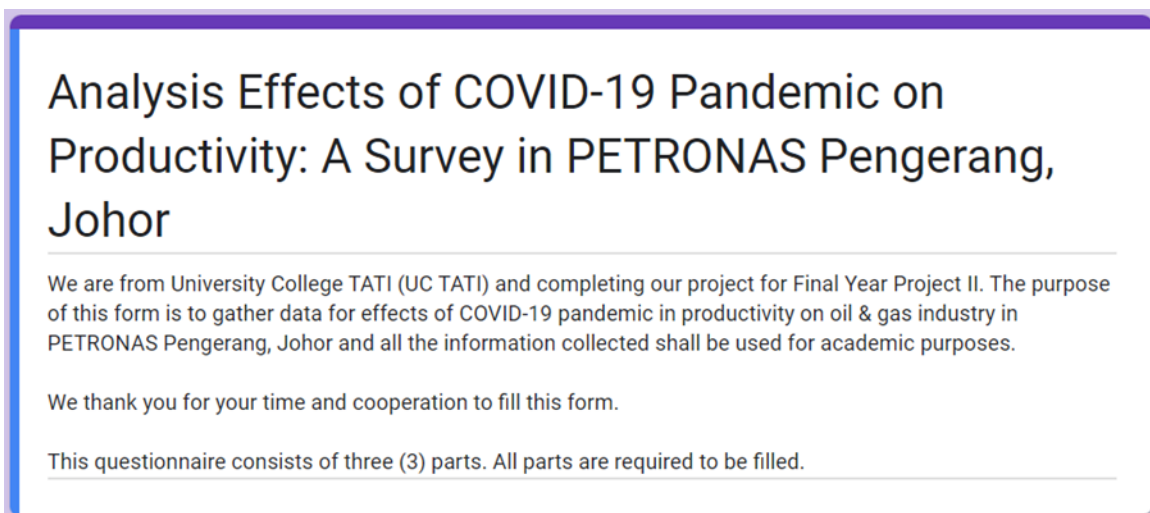 Analysis Effects of COVID-19 Pandemic on
Productivity: A Survey in PETRONAS Pengerang,
Johor
We are from University College TATI (UC TATI) and completing our project for Final Year Project II. The purpose
of this form is to gather data for effects of COVID-19 pandemic in productivity on oil & gas industry in
PETRONAS Pengerang, Johor and all the information collected shall be used for academic purposes.
We thank you for your time and cooperation to fill this form.
This questionnaire consists of three (3) parts. All parts are required to be filled.